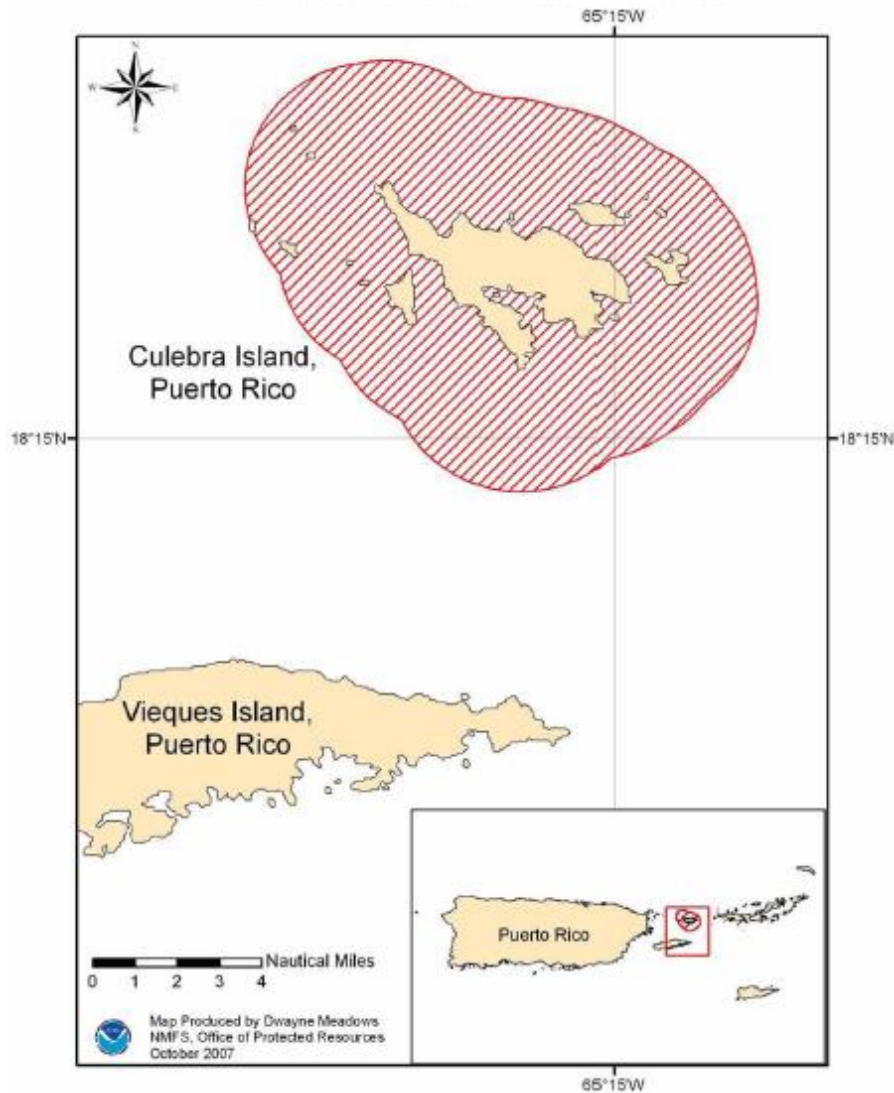 65°15'W
N
W
E
S
Culebra Island,
Puerto Rico
18°15'N
18°15'N
Vieques Island,
Puerto Rico
Puerto Rico
Nautical Miles
0 1 2 3 4
Map Produced by Dwayne Meadows
NMFS, Office of Protected Resources
October 2007
65°15'W